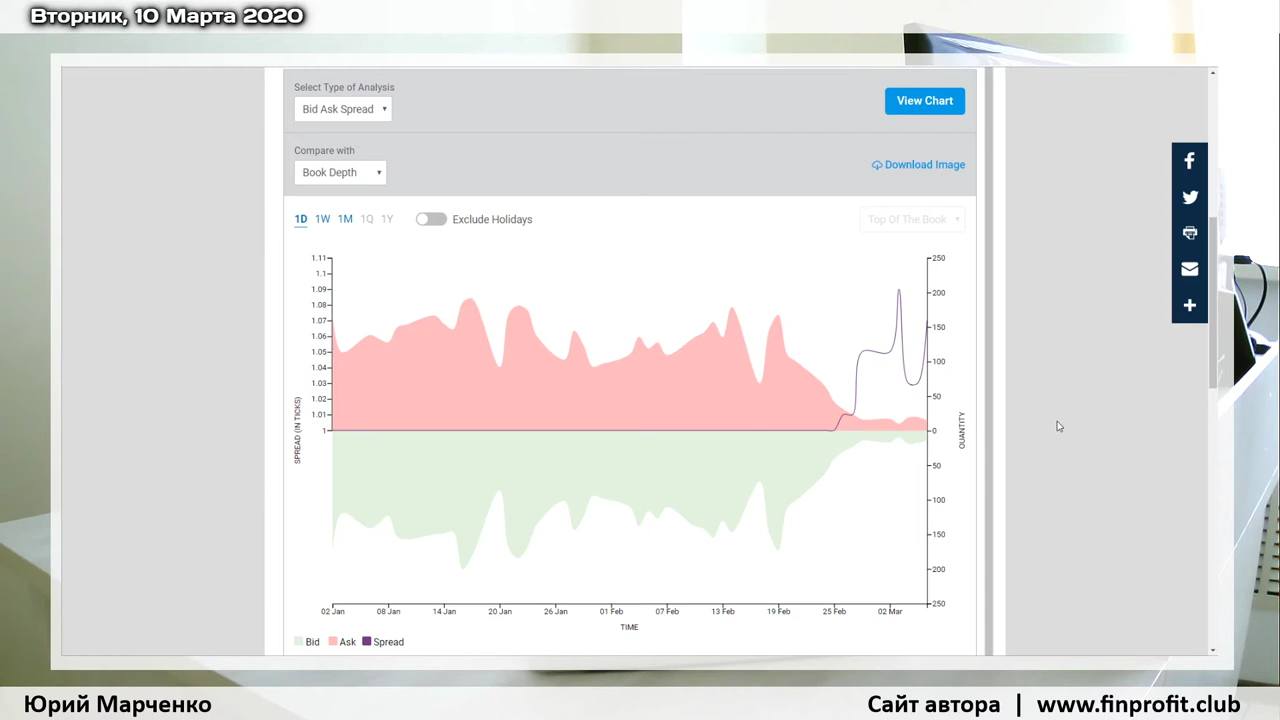 Вторник, 10 Марта 2020
Select Type of Analysis
Bid Ask Spread
View Chart
Compare with
Book Depth
Download Image
1D 1W 1M 1Q 1Y Exclude Holidays Top Of The Book
1.11 250
1.1
1.09 200
1.08
1.06 150
1.05 100
1.04
1.03 50
1.01
1 0
50
100
150
200
250
SPREAD (IN TICKS)
QUANTITY
02 Jan 08 Jan 14 Jan 20 Jan 26 Jan 01 Feb 07 Feb 13 Feb 19 Feb 25 Feb 02 Mar
TIME
Bid Ask Spread
Юрий Марченко
Сайт автора | www.finprofit.club